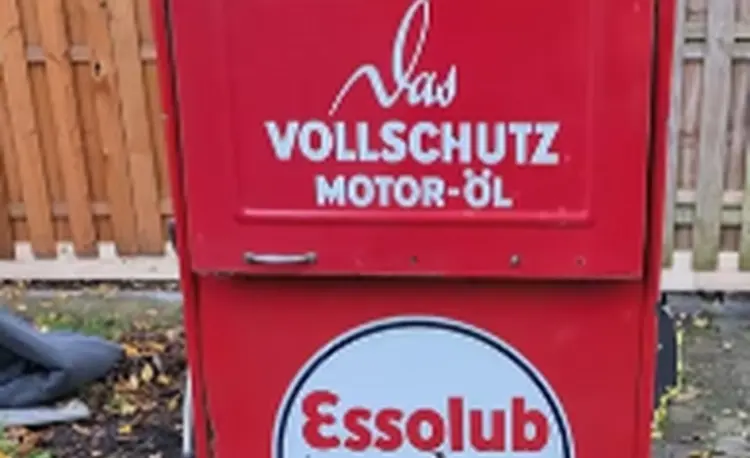 Das
VOLLSCHUTZ
MOTOR-ÖL
Essolub